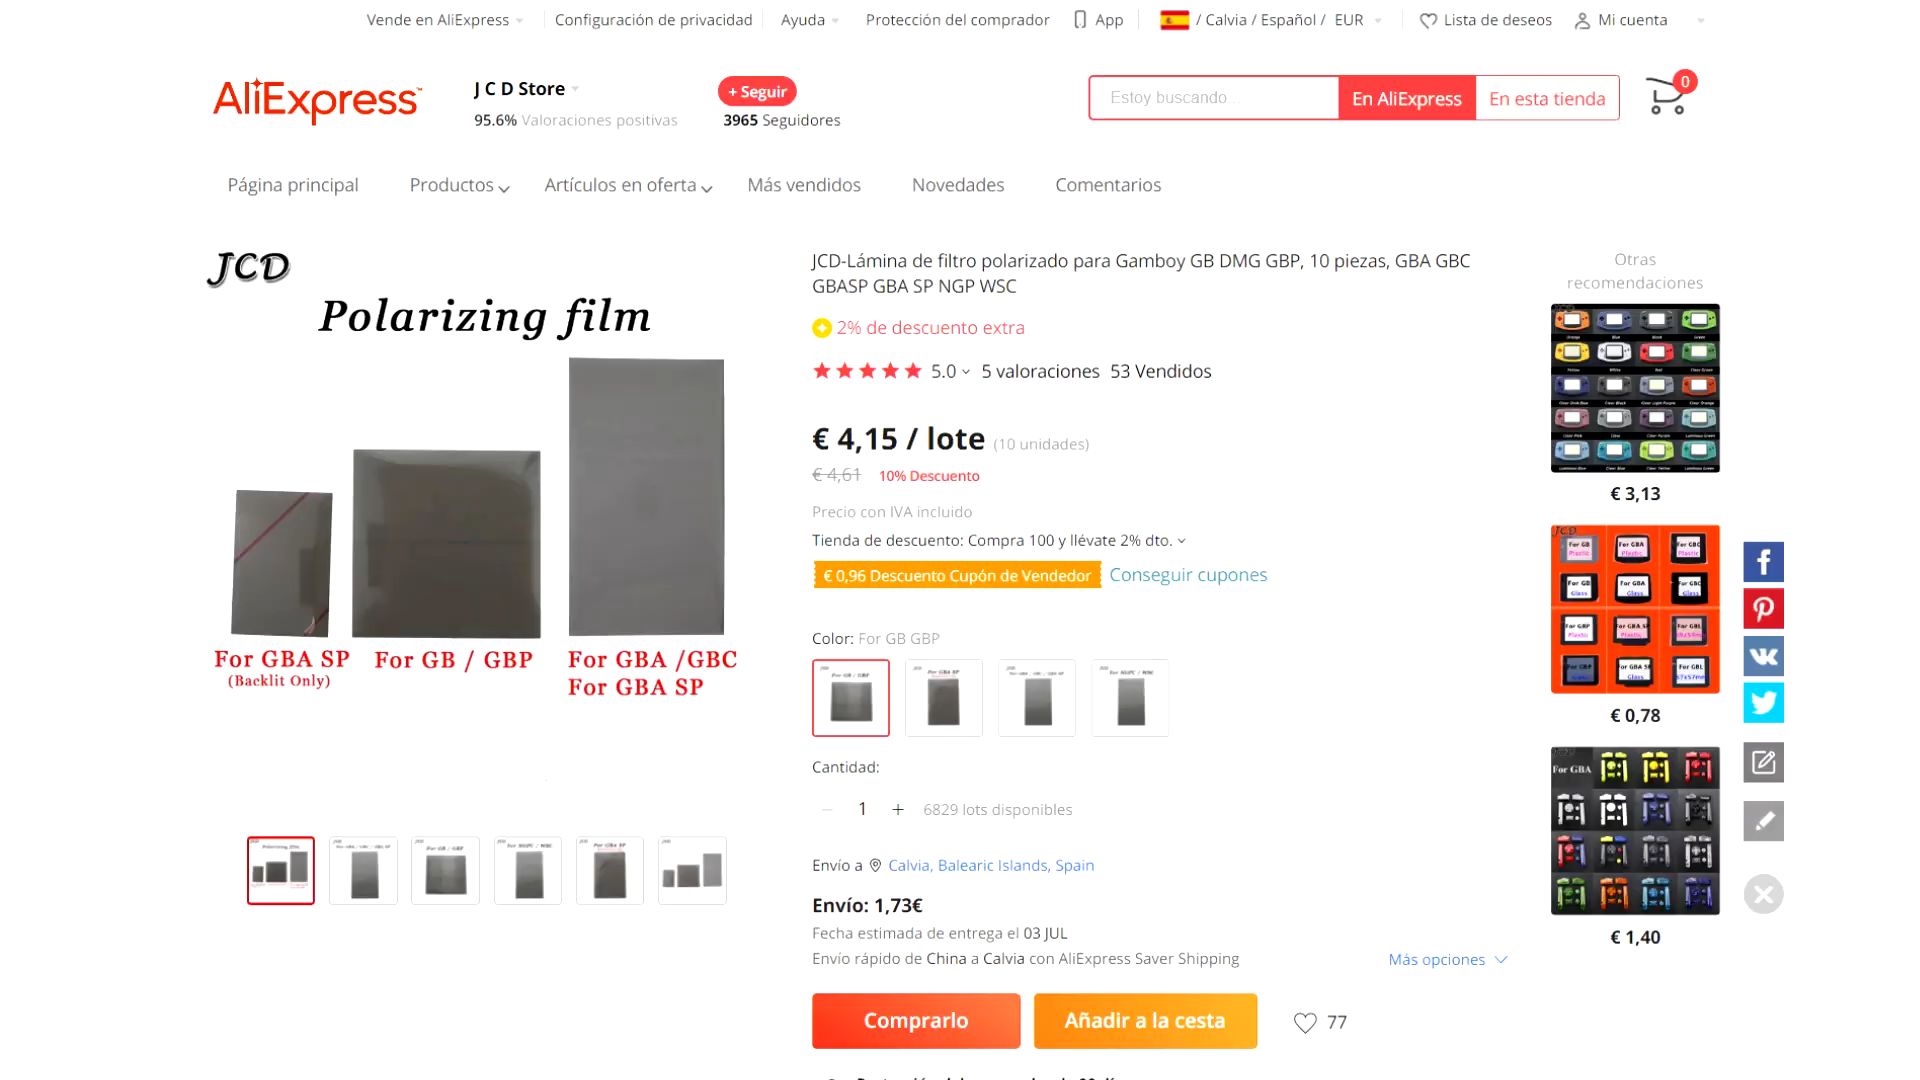 Vende en AliExpress
Configuración de privacidad
Ayuda
Protección del comprador
App
/ Calvia / Español / EUR
Lista de deseos
Mi cuenta
AliExpress
J C D Store
95.6% Valoraciones positivas
+ Seguir
3965 Seguidores
Estoy buscando...
En AliExpress
En esta tienda
0
Página principal
Productos
Artículos en oferta
Más vendidos
Novedades
Comentarios
JCD
Polarizing film
For GBA SP
(Backlit Only)
For GB / GBP
For GBA /GBC
For GBA SP
JCD-Lámina de filtro polarizado para Gamboy GB DMG GBP, 10 piezas, GBA GBC
GBASP GBA SP NGP WSC
2% de descuento extra
5.0
5 valoraciones
53 Vendidos
€ 4,15 / lote (10 unidades)
€ 4,61
10% Descuento
Precio con IVA incluido
Tienda de descuento: Compra 100 y llévate 2% dto.
€ 0,96 Descuento Cupón de Vendedor
Conseguir cupones
Color: For GB GBP
Cantidad:
1
6829 lots disponibles
Envío a
Calvia, Balearic Islands, Spain
Envío: 1,73€
Fecha estimada de entrega el 03 JUL
Envío rápido de China a Calvia con AliExpress Saver Shipping
Más opciones
Comprarlo
Añadir a la cesta
77
Otras
recomendaciones
€ 3,13
€ 0,78
For GBA
€ 1,40